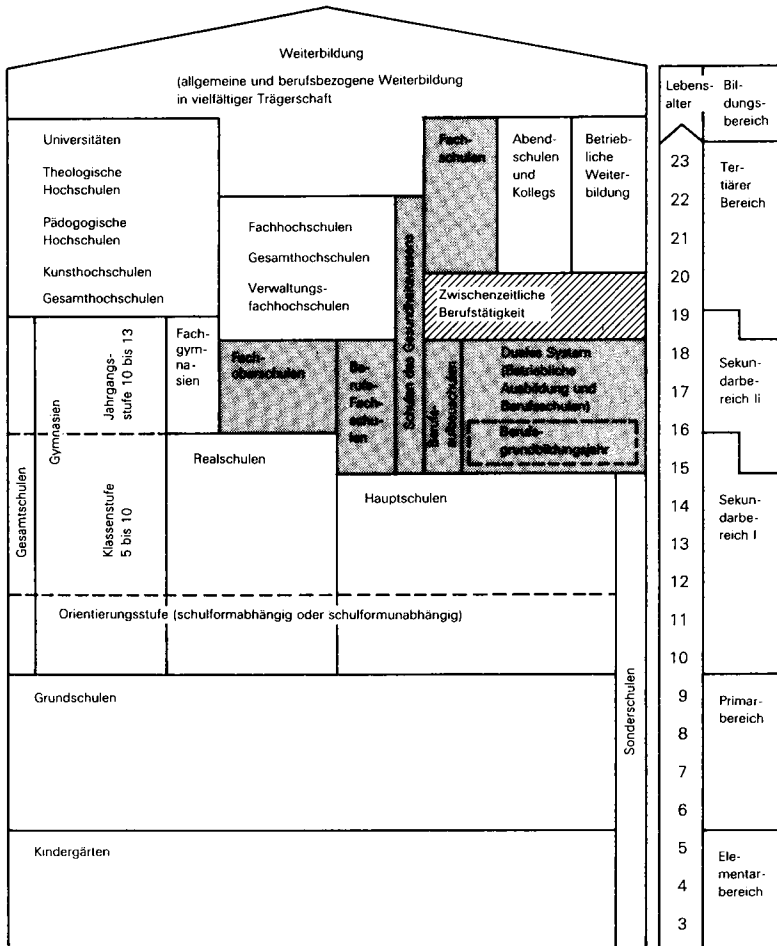 Weiterbildung
(allgemeine und berufsbezogene Weiterbildung
in vielfältiger Trägerschaft
Universitäten
Theologische
Hochschulen
Pädagogische
Hochschulen
Kunsthochschulen
Gesamthochschulen
Fachhochschulen
Gesamthochschulen
Verwaltungs-
fachhochschulen
Schulen des Gesundheitswesens
Fach-
schulen
Abend-
schulen
und
Kollegs
Betrieb-
liche
Weiter-
bildung
Zwischenzeitliche
Berufstätigkeit
Gesamtschulen
Gymnasien
Jahrgangs-
stufe 10 bis 13
Klassenstufe
5 bis 10
Fach-
gym-
na-
sien
Fach-
oberschulen
Be-
rufs-
Fach-
schu-
len
Berufs-
aufbauschulen
Duales System
(Betriebliche
Ausbildung und
Berufsschulen)
Berufs-
grundbildungsjahr
Realschulen
Hauptschulen
Orientierungsstufe (schulformabhängig oder schulformunabhängig)
Sonderschulen
Grundschulen
Kindergärten
Lebens-
alter
23
22
21
20
19
18
17
16
15
14
13
12
11
10
9
8
7
6
5
4
3
Bil-
dungs-
bereich
Ter-
tiärer
Bereich
Sekun-
darbe-
reich Ii
Sekun-
darbe-
reich I
Primar-
bereich
Ele-
mentar-
bereich